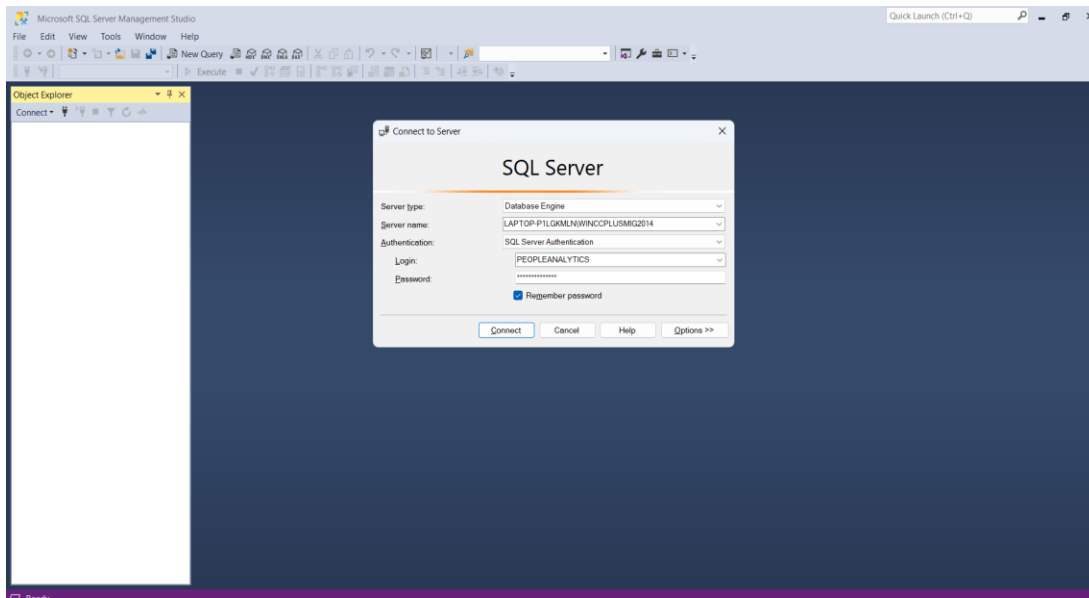 Microsoft SQL Server Management Studio
Quick Launch (Ctrl+Q)
File Edit View Tools Window Help
New Query
Execute
Object Explorer
Connect
Connect to Server
SQL Server
Server type: Database Engine
Server name: LAPTOP-P1LGKMLN\WINCCPLUSMIG2014
Authentication: SQL Server Authentication
Login: PEOPLEANALYTICS
Password: **************
Remember password
Connect Cancel Help Options >>
Ready